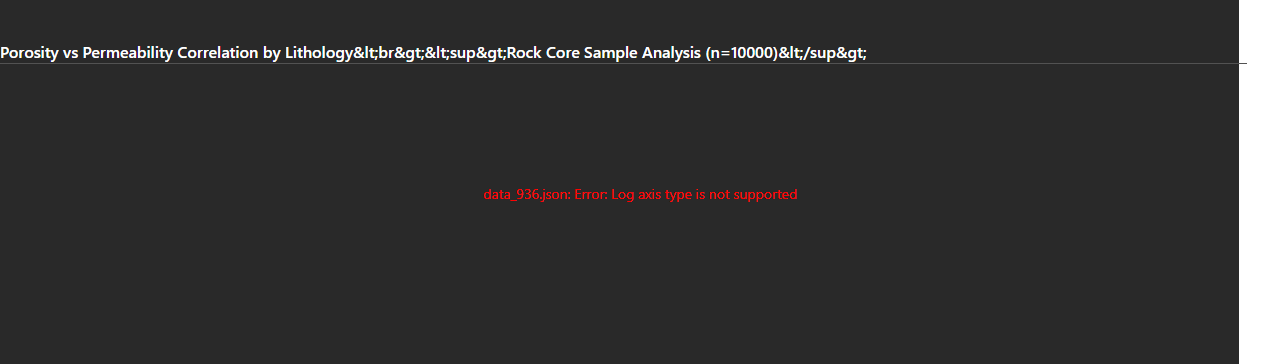 Porosity vs Permeability Correlation by Lithology&lt;br&gt;&lt;sup&gt;Rock Core Sample Analysis (n=10000)&lt;/sup&gt;
data_936.json: Error: Log axis type is not supported